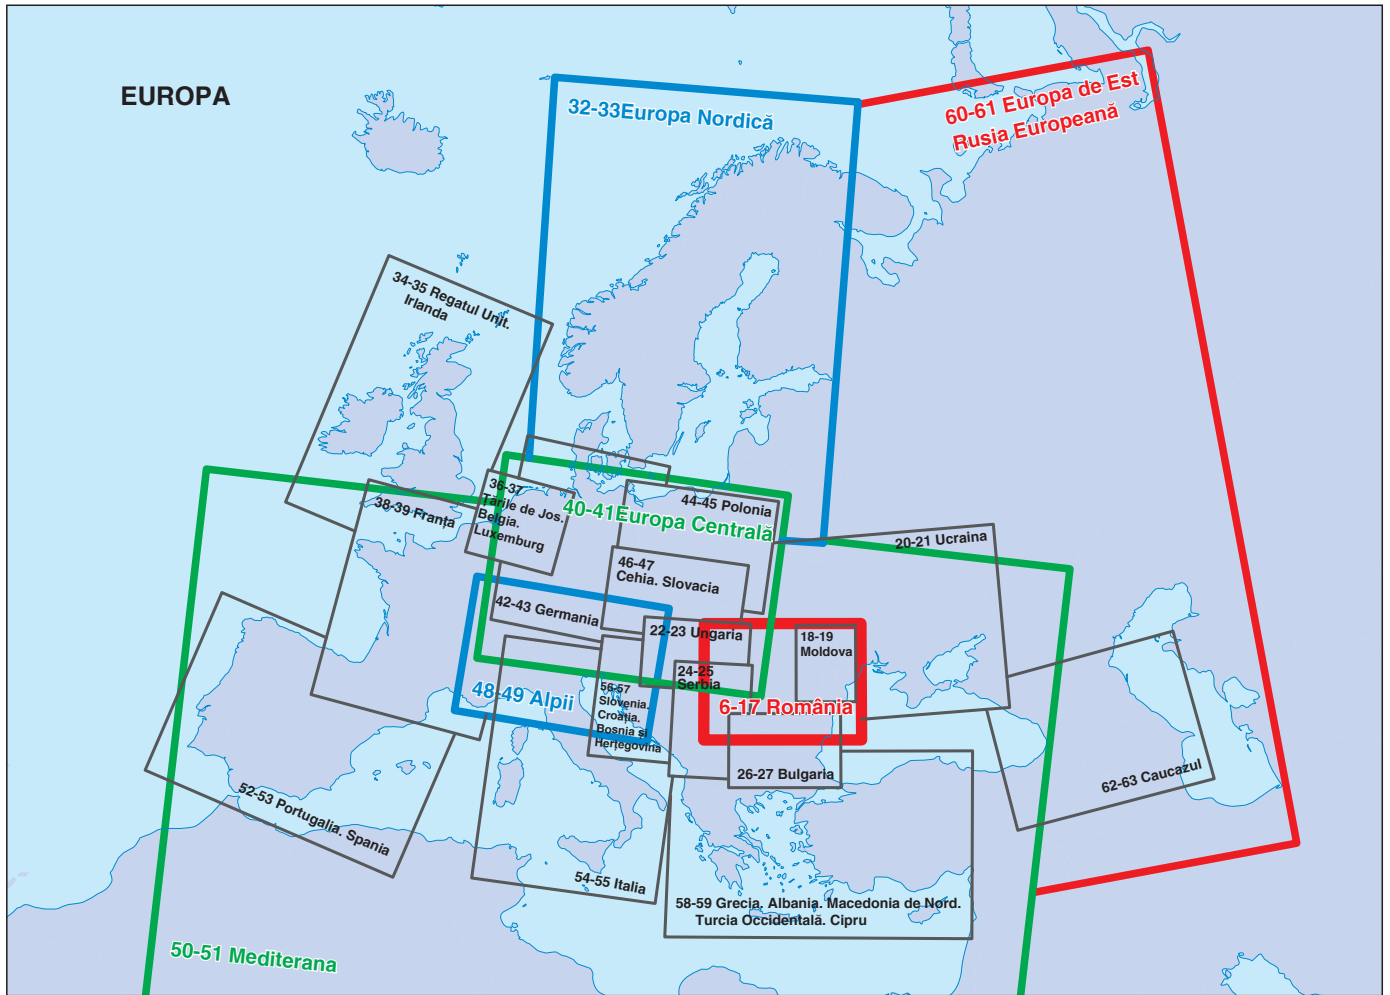 EUROPA
32-33Europa Nordică
60-61 Europa de Est
Rusia Europeană
34-35 Regatul Unit.
Irlanda
36-37
Țările de Jos.
Belgia.
Luxemburg
38-39 Franța
44-45 Polonia
40-41Europa Centrală
20-21 Ucraina
46-47
Cehia. Slovacia
42-43 Germania
22-23 Ungaria
18-19
Moldova
24-25
Serbia
48-49 Alpii
56-57
Slovenia.
Croația.
Bosnia și
Herțegovina
6-17 România
26-27 Bulgaria
62-63 Caucazul
52-53 Portugalia. Spania
54-55 Italia
58-59 Grecia. Albania. Macedonia de Nord.
Turcia Occidentală. Cipru
50-51 Mediterana